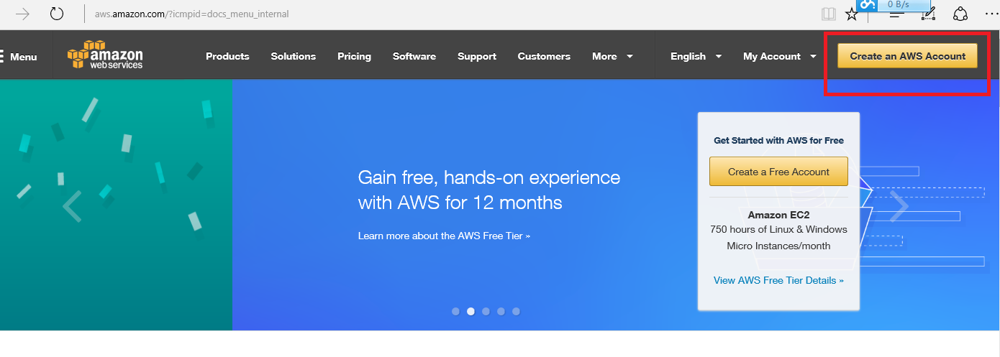 aws.amazon.com/?icmpid=docs_menu_internal
0 B/s
Menu
amazon
web services
Products
Solutions
Pricing
Software
Support
Customers
More
English
My Account
Create an AWS Account
Gain free, hands-on experience
with AWS for 12 months
Learn more about the AWS Free Tier »
Get Started with AWS for Free
Create a Free Account
Amazon EC2
750 hours of Linux & Windows
Micro Instances/month
View AWS Free Tier Details »